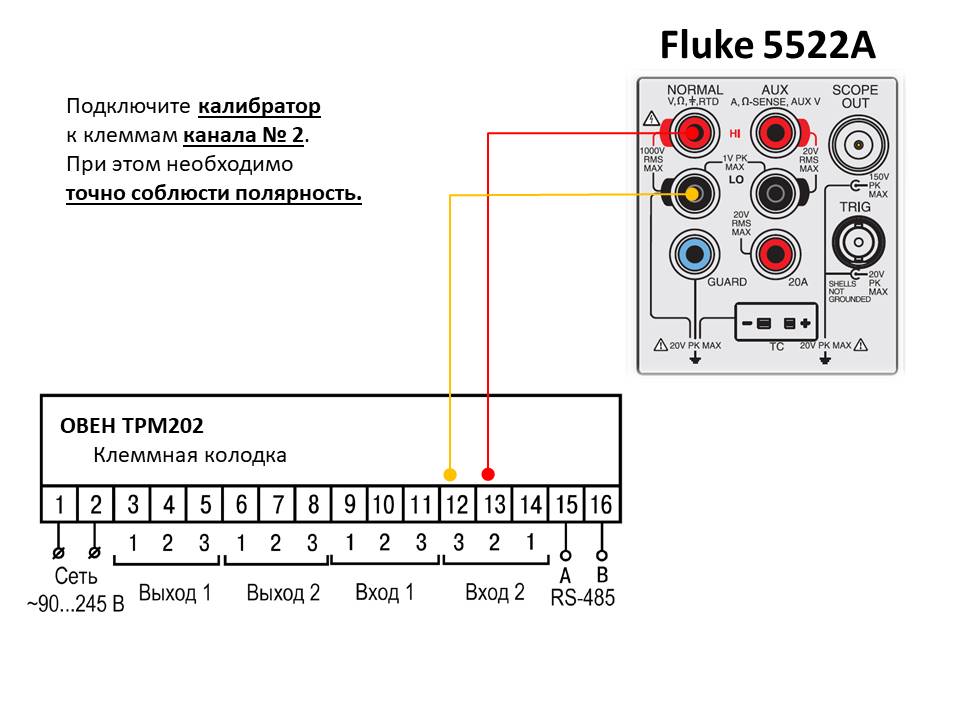 Fluke 5522A
Подключите калибратор
к клеммам канала № 2.
При этом необходимо
точно соблюсти полярность.
NORMAL
V,Ω,⏚,RTD
AUX
A, Ω-SENSE, AUX V
SCOPE
OUT
HI
1000V
RMS
MAX
1V PK
MAX
20V
RMS
MAX
LO
150V
PK
MAX
TRIG
20V
RMS
MAX
GUARD
20A
SHELLS
NOT
GROUNDED
20V
PK
MAX
- +
20V PK MAX
TC
20V PK MAX
ОВЕН ТРМ202
Клеммная колодка
1 2 3 4 5 6 7 8 9 10 11 12 13 14 15 16
1 2 3 1 2 3 1 2 3 3 2 1
Сеть
~90...245 В
Выход 1
Выход 2
Вход 1
Вход 2
A B
RS-485